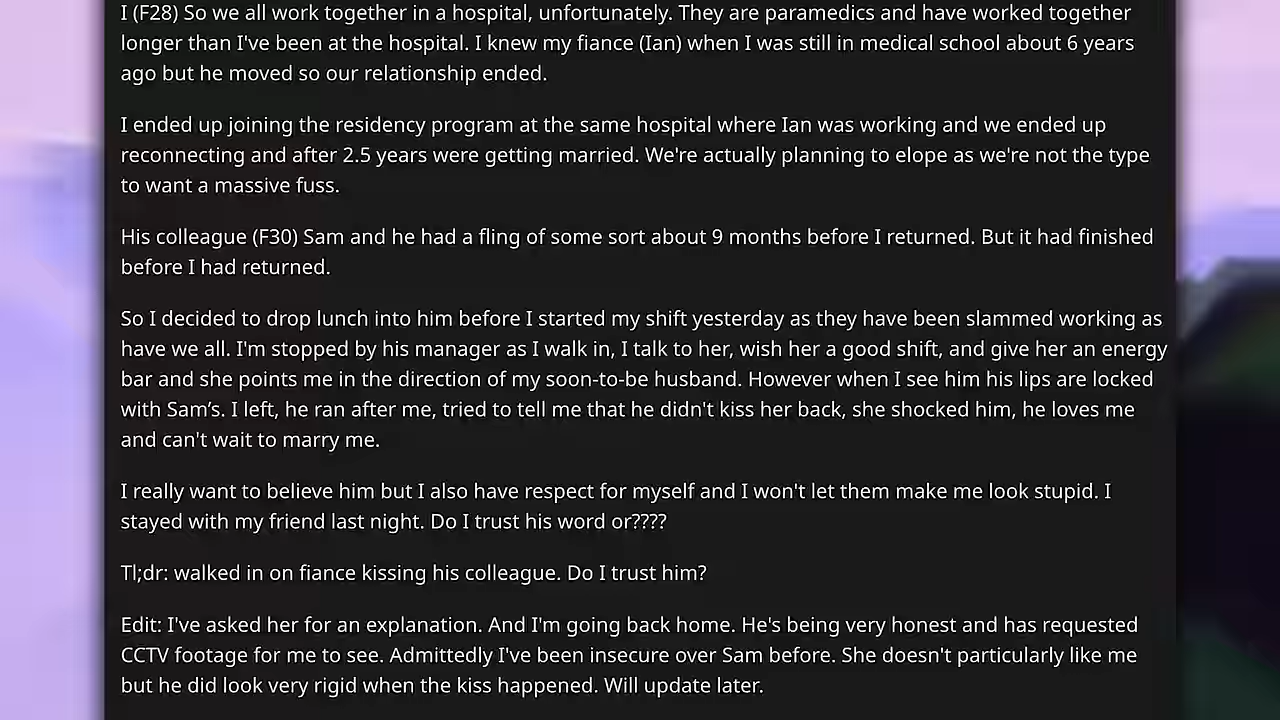 I (F28) So we all work together in a hospital, unfortunately. They are paramedics and have worked together
longer than I've been at the hospital. I knew my fiance (Ian) when I was still in medical school about 6 years
ago but he moved so our relationship ended.
I ended up joining the residency program at the same hospital where Ian was working and we ended up
reconnecting and after 2.5 years were getting married. We're actually planning to elope as we're not the type
to want a massive fuss.
His colleague (F30) Sam and he had a fling of some sort about 9 months before I returned. But it had finished
before I had returned.
So I decided to drop lunch into him before I started my shift yesterday as they have been slammed working as
have we all. I'm stopped by his manager as I walk in, I talk to her, wish her a good shift, and give her an energy
bar and she points me in the direction of my soon-to-be husband. However when I see him his lips are locked
with Sam's. I left, he ran after me, tried to tell me that he didn't kiss her back, she shocked him, he loves me
and can't wait to marry me.
I really want to believe him but I also have respect for myself and I won't let them make me look stupid. I
stayed with my friend last night. Do I trust his word or????
Tl;dr: walked in on fiance kissing his colleague. Do I trust him?
Edit: I've asked her for an explanation. And I'm going back home. He's being very honest and has requested
CCTV footage for me to see. Admittedly I've been insecure over Sam before. She doesn't particularly like me
but he did look very rigid when the kiss happened. Will update later.